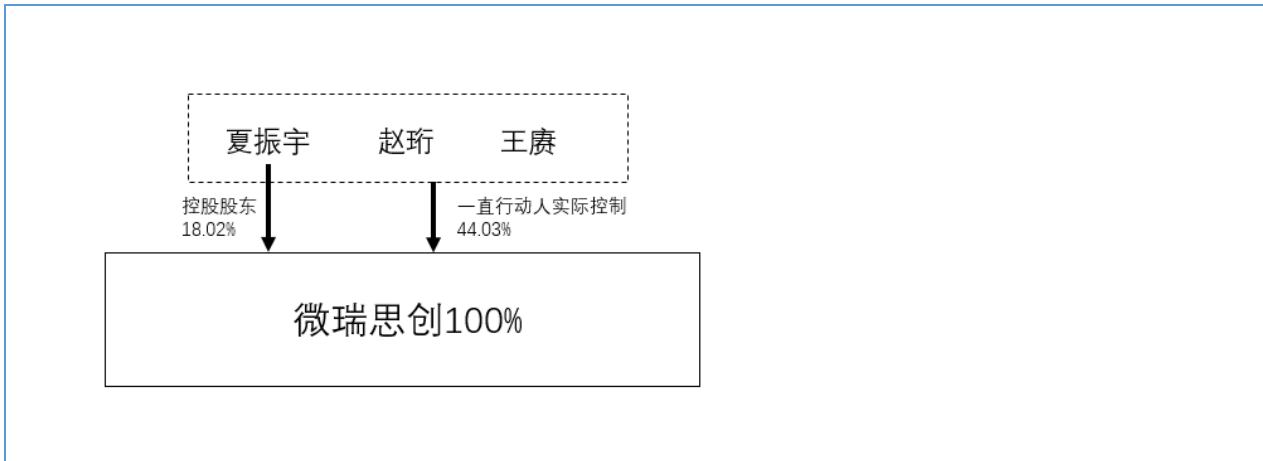 夏振宇 赵珩 王赓
控股股东
18.02%
一直行动人实际控制
44.03%
微瑞思创100%